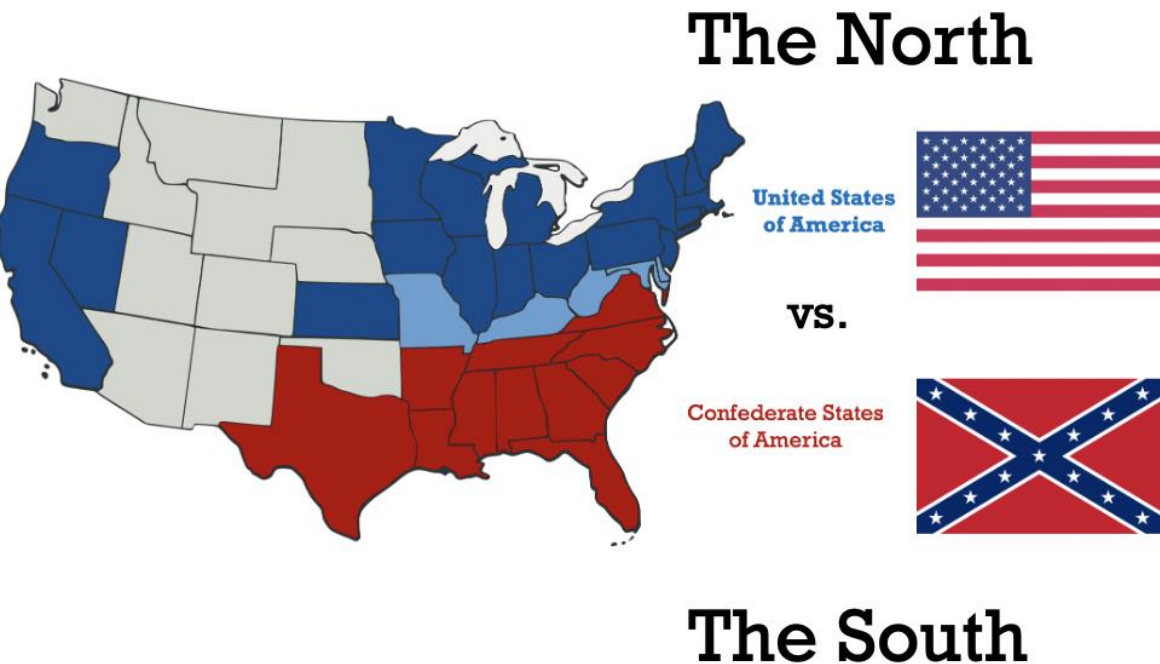 The North
United States
of America
vs.
Confederate States
of America
The South